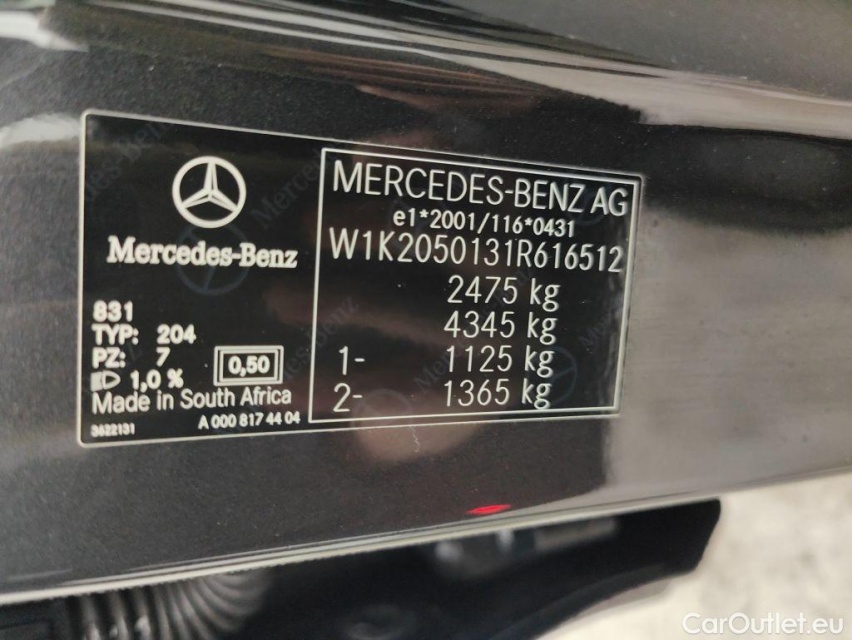 Mercedes-Benz
831
TYP: 204
PZ: 7
1,0 %
0,50
Made in South Africa
3622131
A 000 817 44 04
MERCEDES-BENZ AG
e1*2001/116*0431
W1K2050131R616512
2475 kg
4345 kg
1- 1125 kg
2- 1365 kg
CarOutlet.eu